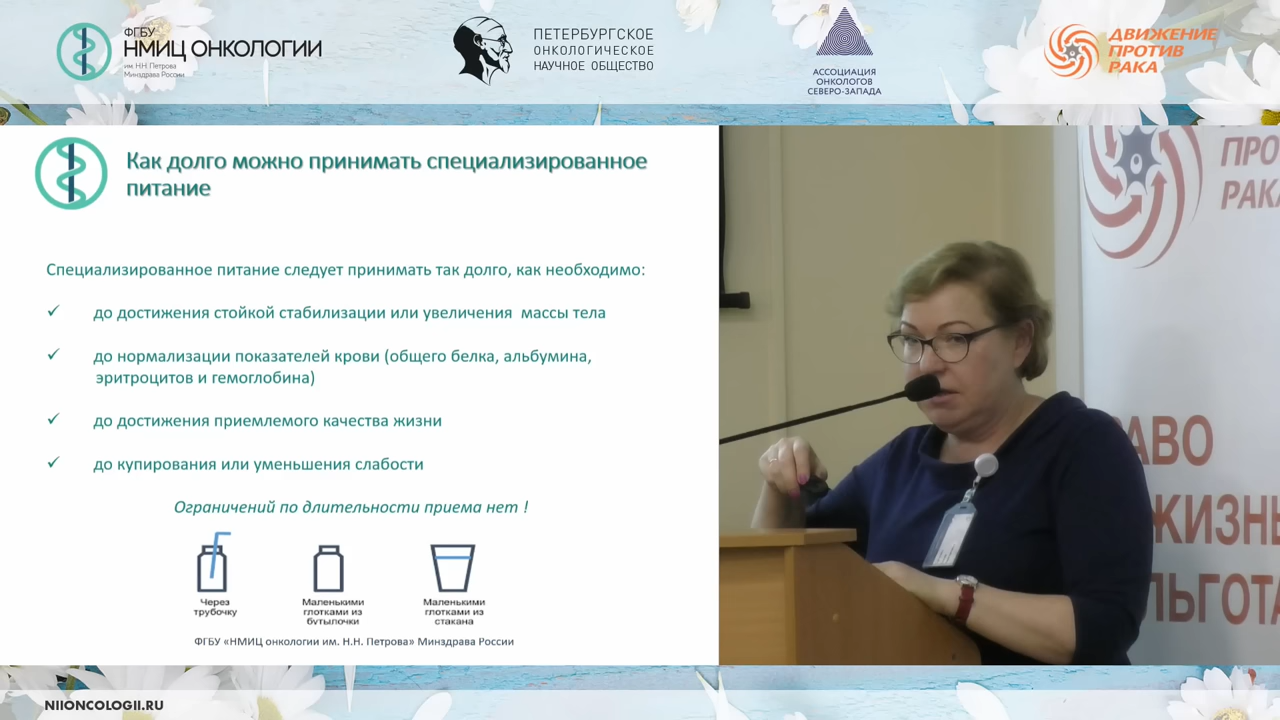 ФГБУ
НМИЦ ОНКОЛОГИИ
им. Н.Н. Петрова
Минздрава России
ПЕТЕРБУРГСКОЕ
ОНКОЛОГИЧЕСКОЕ
НАУЧНОЕ ОБЩЕСТВО
АССОЦИАЦИЯ
ОНКОЛОГОВ
СЕВЕРО-ЗАПАДА
ДВИЖЕНИЕ
ПРОТИВ
РАКА
Как долго можно принимать специализированное
питание
Специализированное питание следует принимать так долго, как необходимо:
✓ до достижения стойкой стабилизации или увеличения массы тела
✓ до нормализации показателей крови (общего белка, альбумина,
эритроцитов и гемоглобина)
✓ до достижения приемлемого качества жизни
✓ до купирования или уменьшения слабости
Ограничений по длительности приема нет !
Через
трубочку
Маленькими
глотками из
бутылочки
Маленькими
глотками из
стакана
ФГБУ «НМИЦ онкологии им. Н.Н. Петрова» Минздрава России
ПРО
РАКА
АВО
ЖИЗНЬ
ЛЬГОТА
NIIONCOLOGII.RU